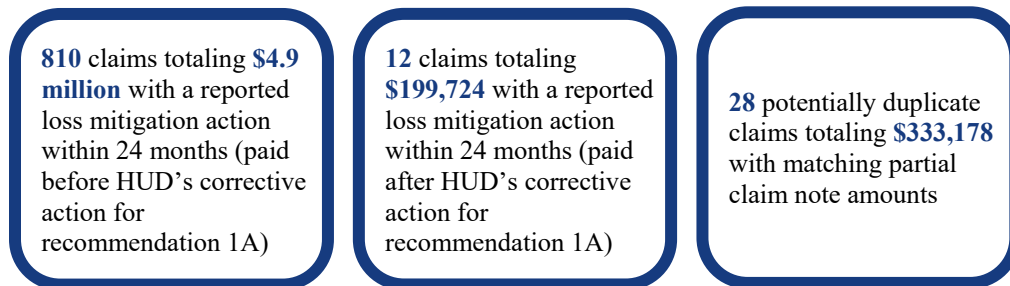 810 claims totaling $4.9
million with a reported
loss mitigation action
within 24 months (paid
before HUD's corrective
action for
recommendation 1A)
12 claims totaling
$199,724 with a reported
loss mitigation action
within 24 months (paid
after HUD's corrective
action for
recommendation 1A)
28 potentially duplicate
claims totaling $333,178
with matching partial
claim note amounts